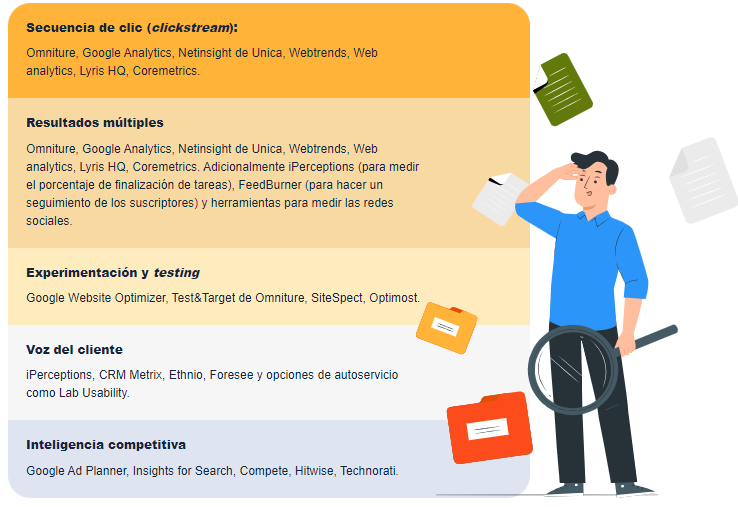 Secuencia de clic (clickstream):
Omniture, Google Analytics, Netinsight de Unica, Webtrends, Web
analytics, Lyris HQ, Coremetrics.
Resultados múltiples
Omniture, Google Analytics, Netinsight de Unica, Webtrends, Web
analytics, Lyris HQ, Coremetrics. Adicionalmente iPerceptions (para medir
el porcentaje de finalización de tareas), FeedBurner (para hacer un
seguimiento de los suscriptores) y herramientas para medir las redes
sociales.
Experimentación y testing
Google Website Optimizer, Test&Target de Omniture, SiteSpect, Optimost.
Voz del cliente
iPerceptions, CRM Metrix, Ethnio, Foresee y opciones de autoservicio
como Lab Usability.
Inteligencia competitiva
Google Ad Planner, Insights for Search, Compete, Hitwise, Technorati.